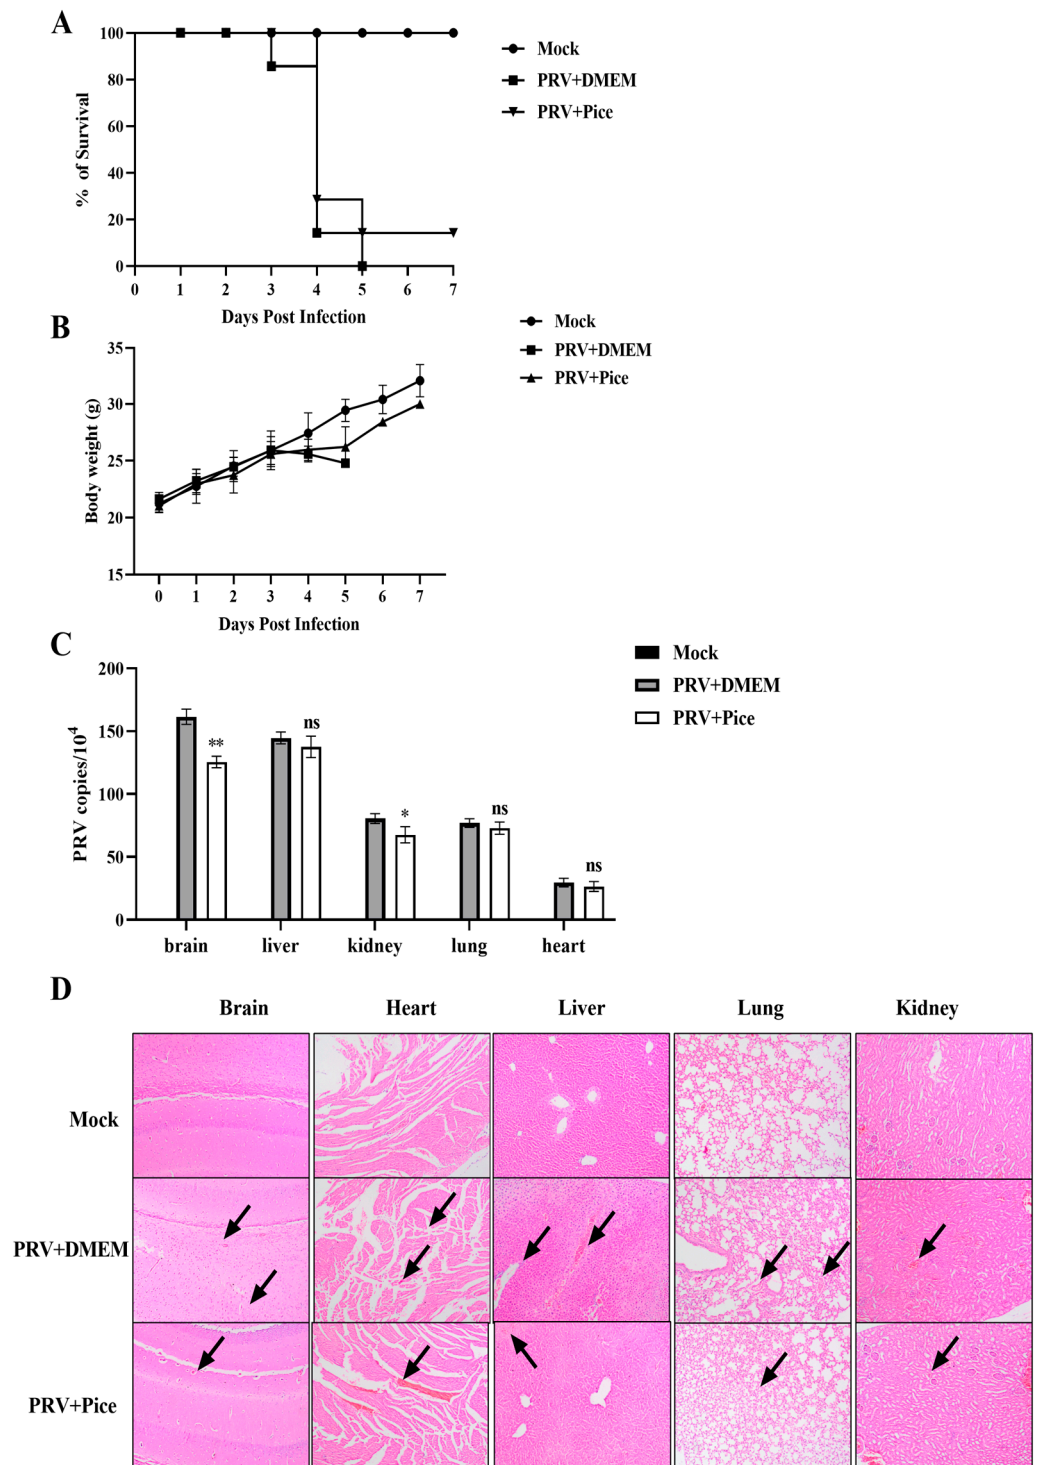 A
100
80
60
40
20
0
% of Survival
0 1 2 3 4 5 6 7
Days Post Infection
Mock
PRV+DMEM
PRV+Pice
B
35
30
25
20
15
Body weight (g)
0 1 2 3 4 5 6 7
Days Post Infection
Mock
PRV+DMEM
PRV+Pice
C
200
150
100
50
0
PRV copies/10⁴
** ns * ns ns
brain liver kidney lung heart
Mock
PRV+DMEM
PRV+Pice
D
Brain Heart Liver Lung Kidney
Mock
PRV+DMEM
PRV+Pice